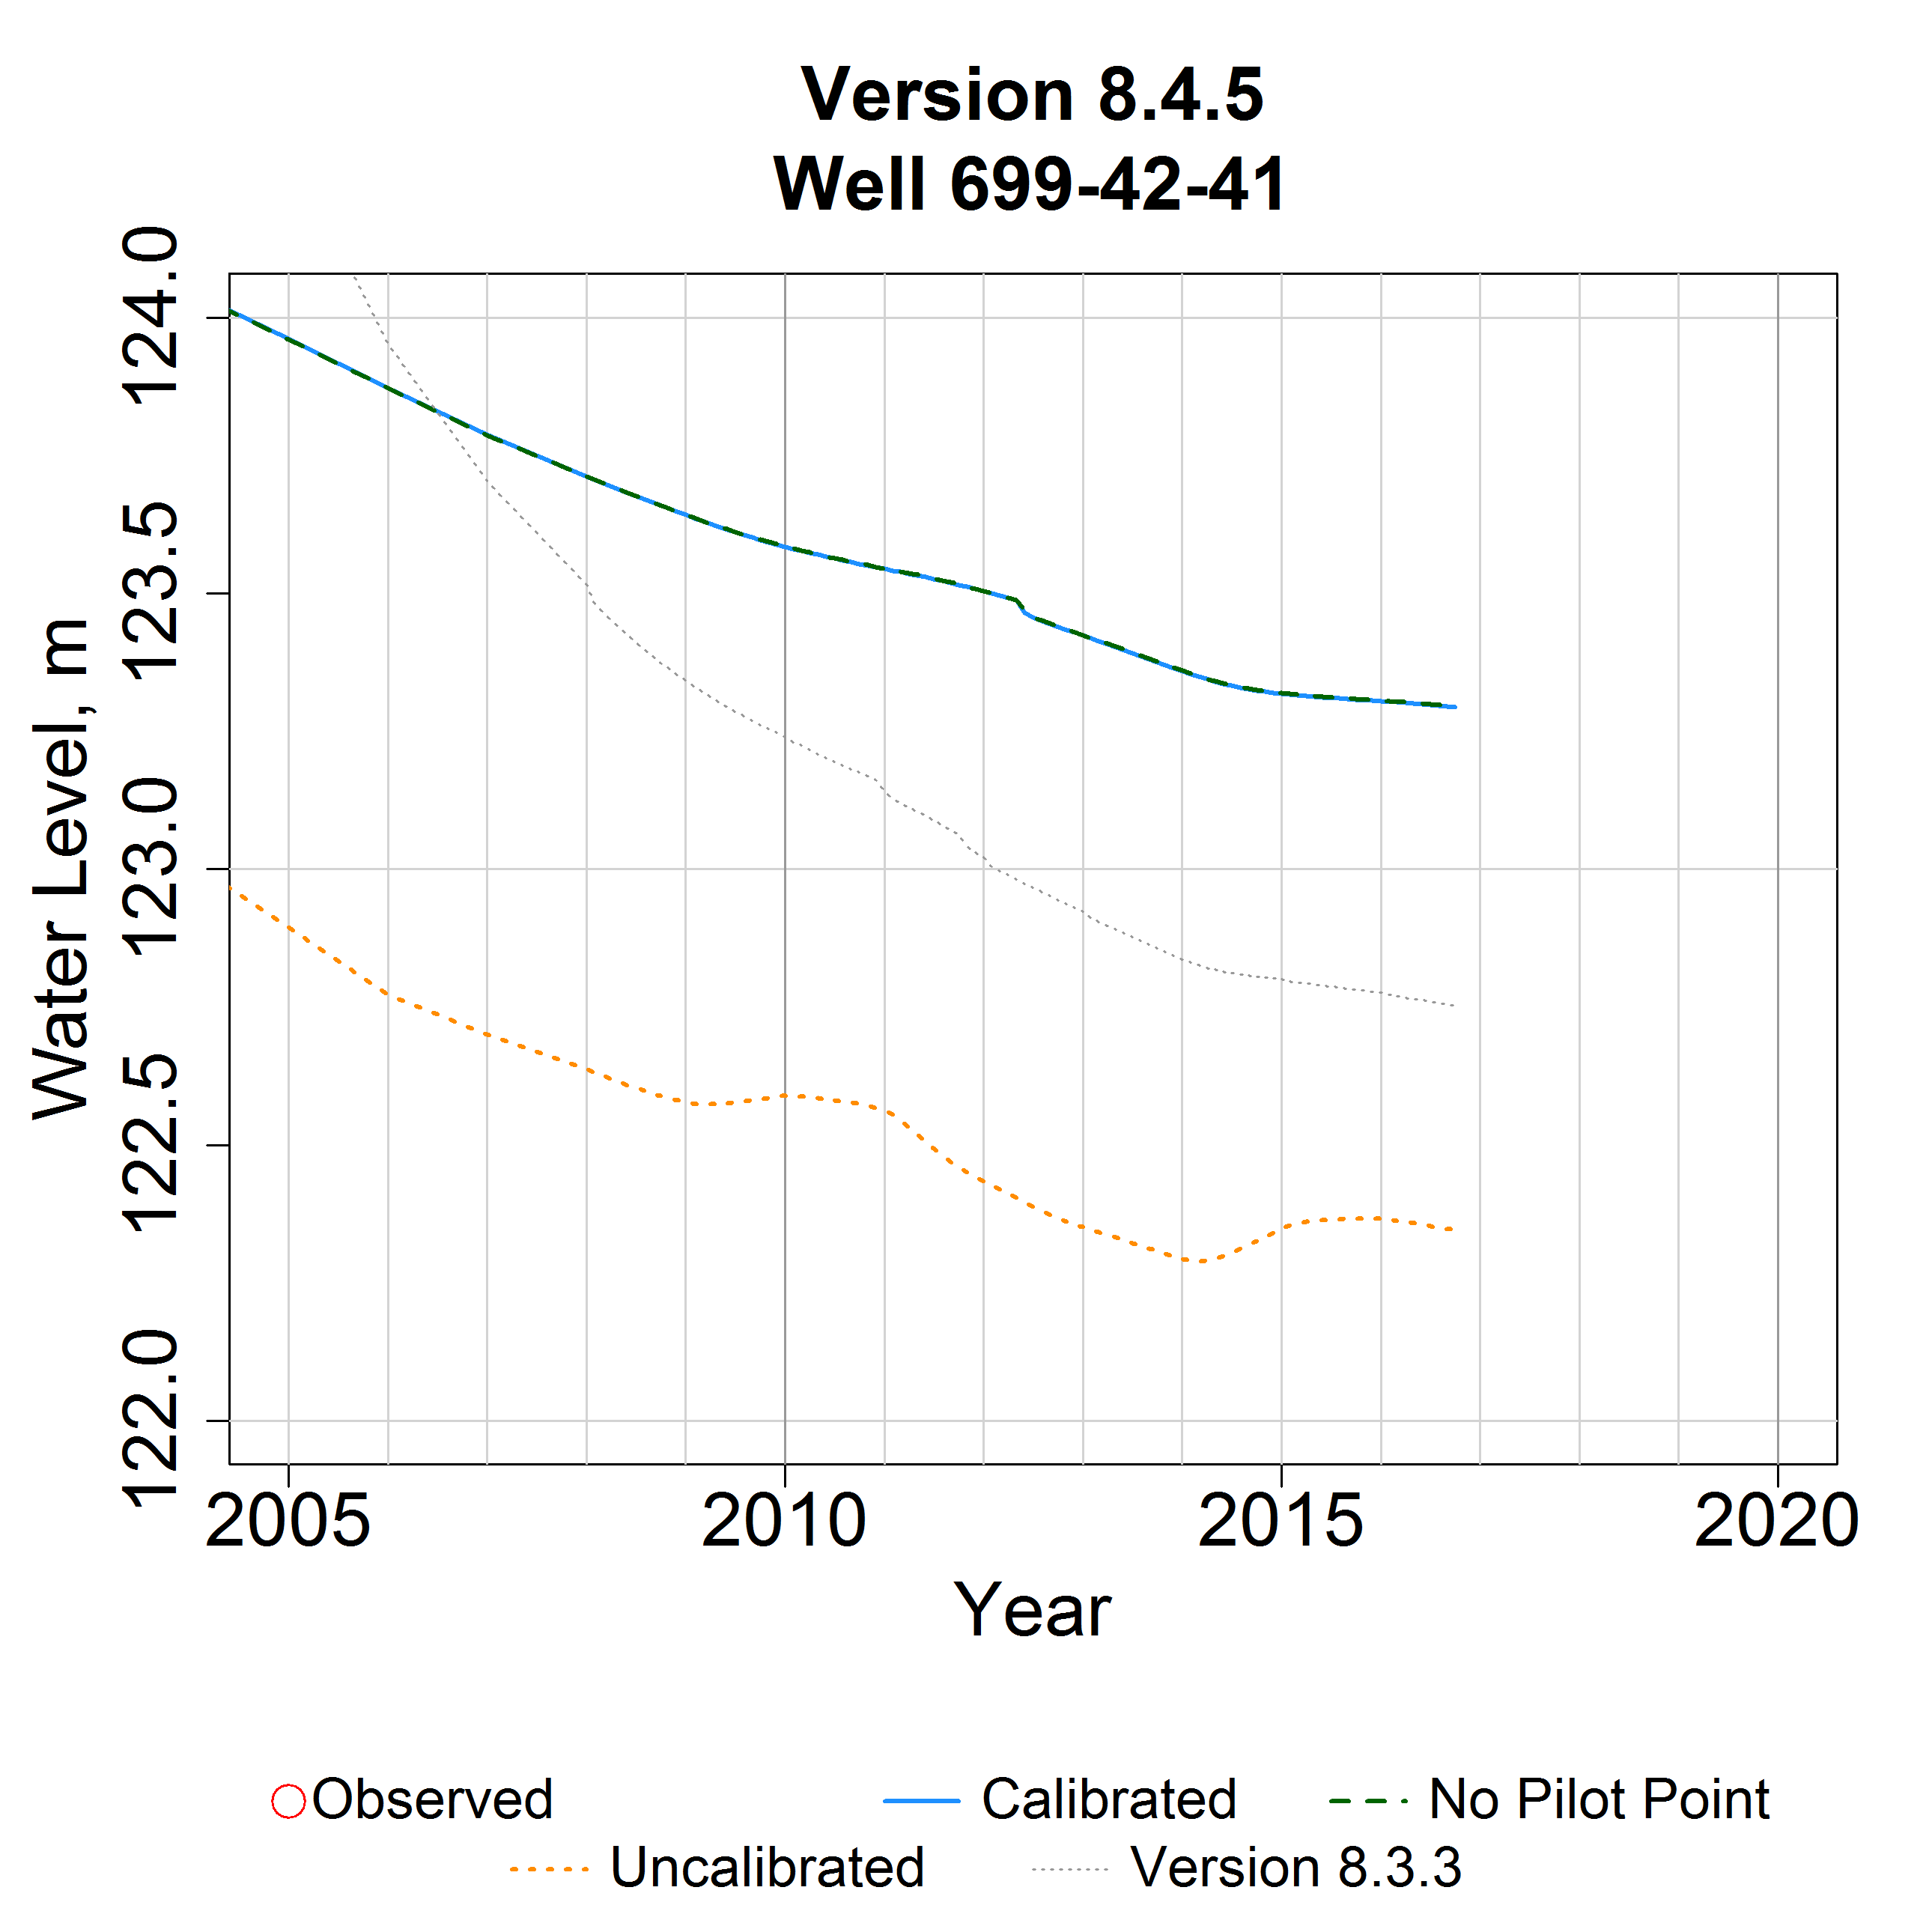 Version 8.4.5
Well 699-42-41
124.0
123.5
123.0
122.5
122.0
Water Level, m
2005 2010 2015 2020
Year
Observed Calibrated No Pilot Point
Uncalibrated Version 8.3.3